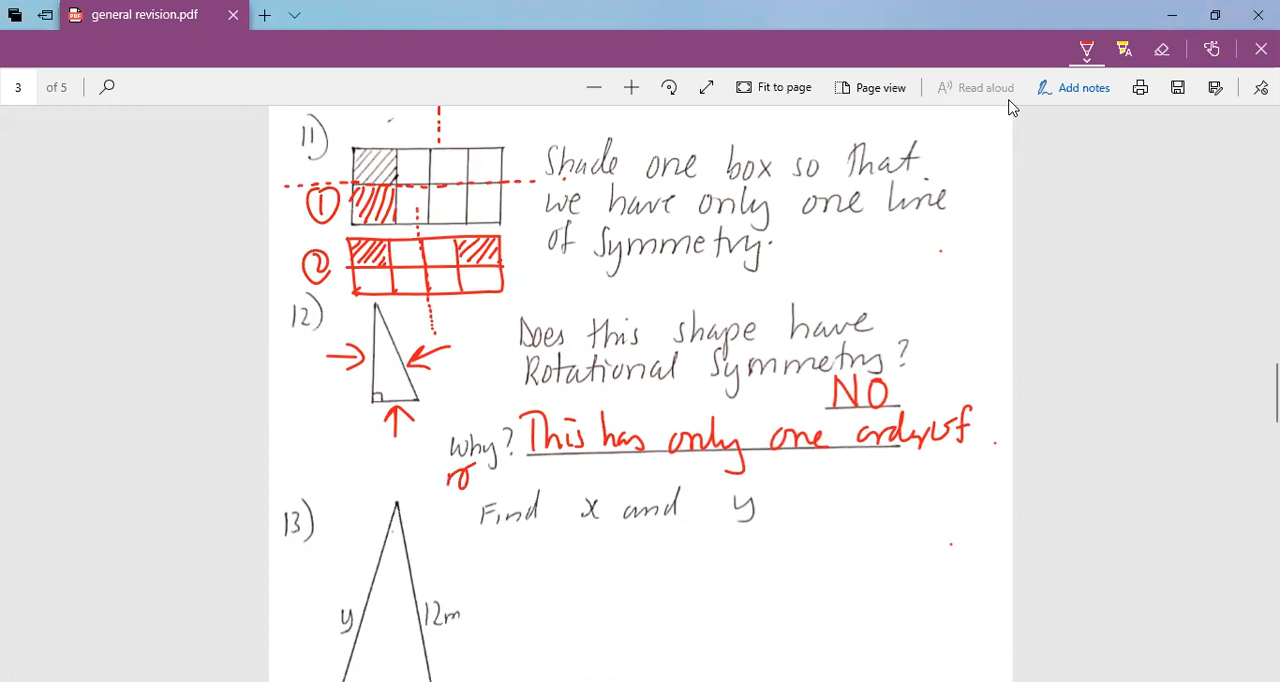 general revision.pdf
3 of 5
Fit to page
Page view
Read aloud
Add notes
11)
Shade one box so that
we have only one line
of symmetry.
①
②
12)
Does this shape have
Rotational Symmetry?
NO
Why? This has only one order of
13)
Find x and y
y
12m